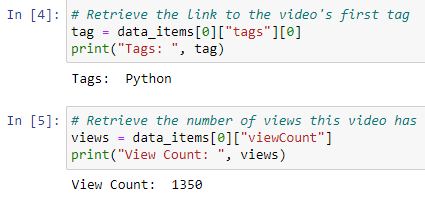 In [4]: # Retrieve the link to the video's first tag
tag = data_items[0]["tags"][0]
print("Tags: ", tag)
Tags:  Python
In [5]: # Retrieve the number of views this video has
views = data_items[0]["viewCount"]
print("View Count: ", views)
View Count:  1350